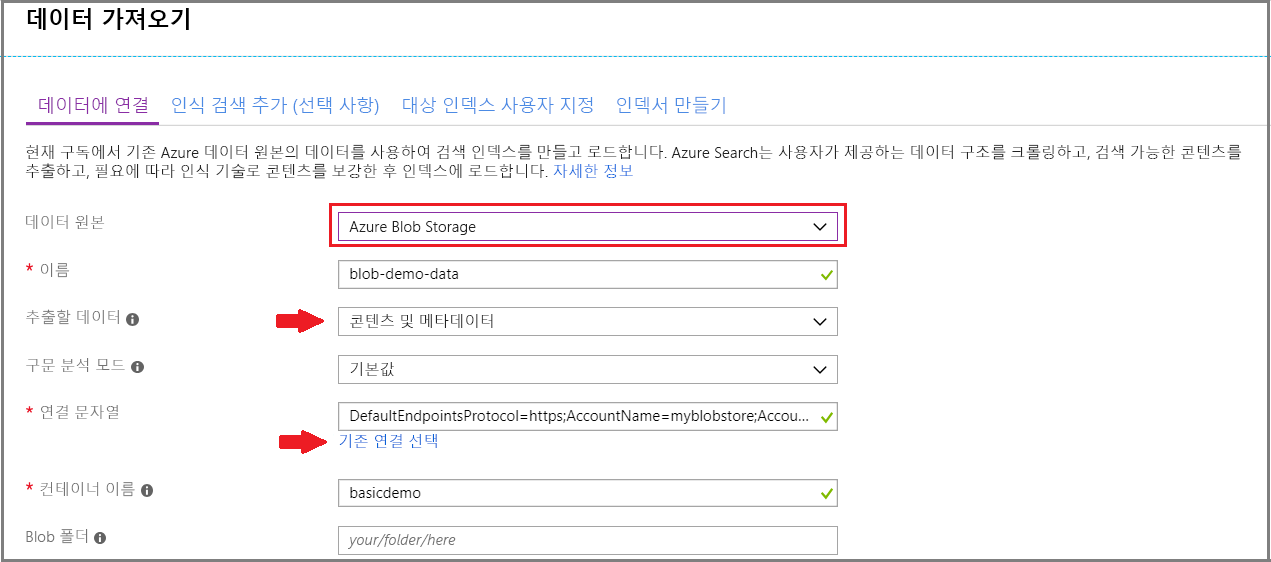 데이터 가져오기
데이터에 연결 인식 검색 추가 (선택 사항) 대상 인덱스 사용자 지정 인덱서 만들기
현재 구독에서 기존 Azure 데이터 원본의 데이터를 사용하여 검색 인덱스를 만들고 로드합니다. Azure Search는 사용자가 제공하는 데이터 구조를 크롤링하고, 검색 가능한 콘텐츠를
추출하고, 필요에 따라 인식 기술로 콘텐츠를 보강한 후 인덱스에 로드합니다. 자세한 정보
데이터 원본 Azure Blob Storage
* 이름 blob-demo-data
추출할 데이터 콘텐츠 및 메타데이터
구문 분석 모드 기본값
* 연결 문자열 DefaultEndpointsProtocol=https;AccountName=myblobstore;Accou...
기존 연결 선택
* 컨테이너 이름 basicdemo
Blob 폴더 your/folder/here